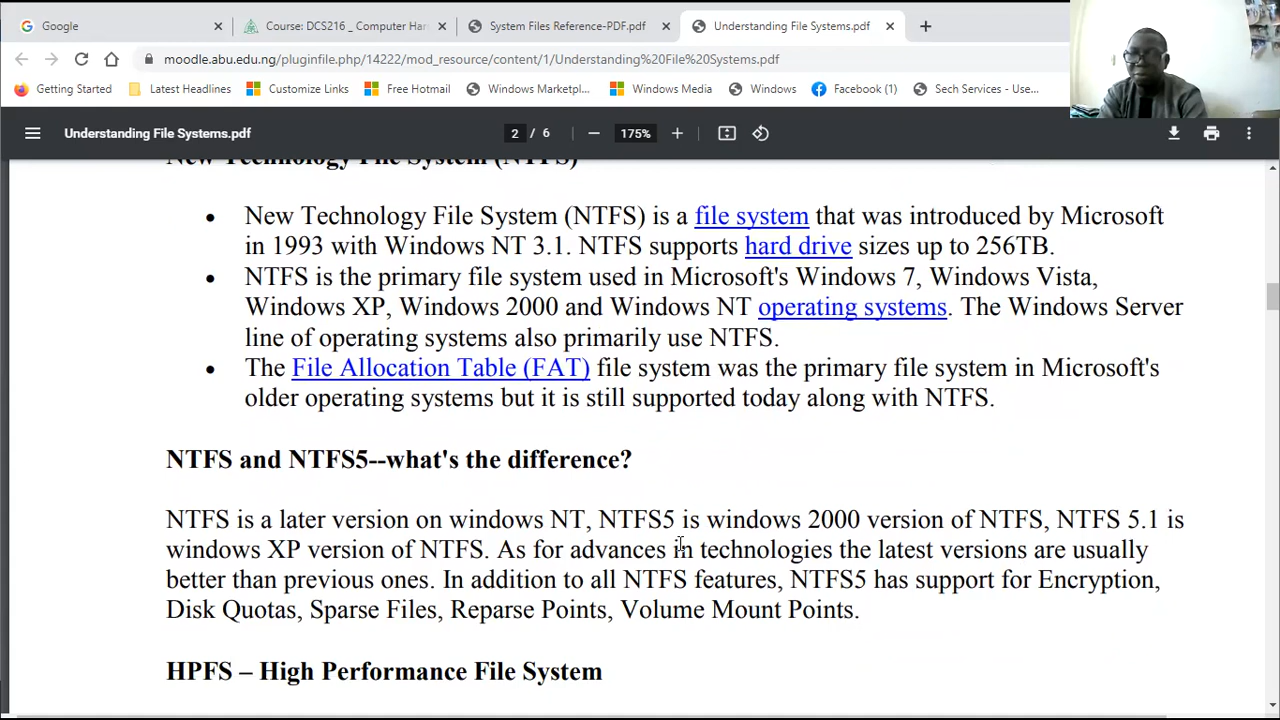 Google
Course: DCS216 _ Computer Har
System Files Reference-PDF.pdf
Understanding File Systems.pdf
moodle.abu.edu.ng/pluginfile.php/14222/mod_resource/content/1/Understanding%20File%20Systems.pdf
Getting Started
Latest Headlines
Customize Links
Free Hotmail
Windows Marketpl...
Windows Media
Windows
Facebook (1)
Sech Services - Use...
Understanding File Systems.pdf
2 / 6
175%
New Technology File System (NTFS)
• New Technology File System (NTFS) is a file system that was introduced by Microsoft
in 1993 with Windows NT 3.1. NTFS supports hard drive sizes up to 256TB.
• NTFS is the primary file system used in Microsoft's Windows 7, Windows Vista,
Windows XP, Windows 2000 and Windows NT operating systems. The Windows Server
line of operating systems also primarily use NTFS.
• The File Allocation Table (FAT) file system was the primary file system in Microsoft's
older operating systems but it is still supported today along with NTFS.
NTFS and NTFS5--what's the difference?
NTFS is a later version on windows NT, NTFS5 is windows 2000 version of NTFS, NTFS 5.1 is
windows XP version of NTFS. As for advances in technologies the latest versions are usually
better than previous ones. In addition to all NTFS features, NTFS5 has support for Encryption,
Disk Quotas, Sparse Files, Reparse Points, Volume Mount Points.
HPFS – High Performance File System